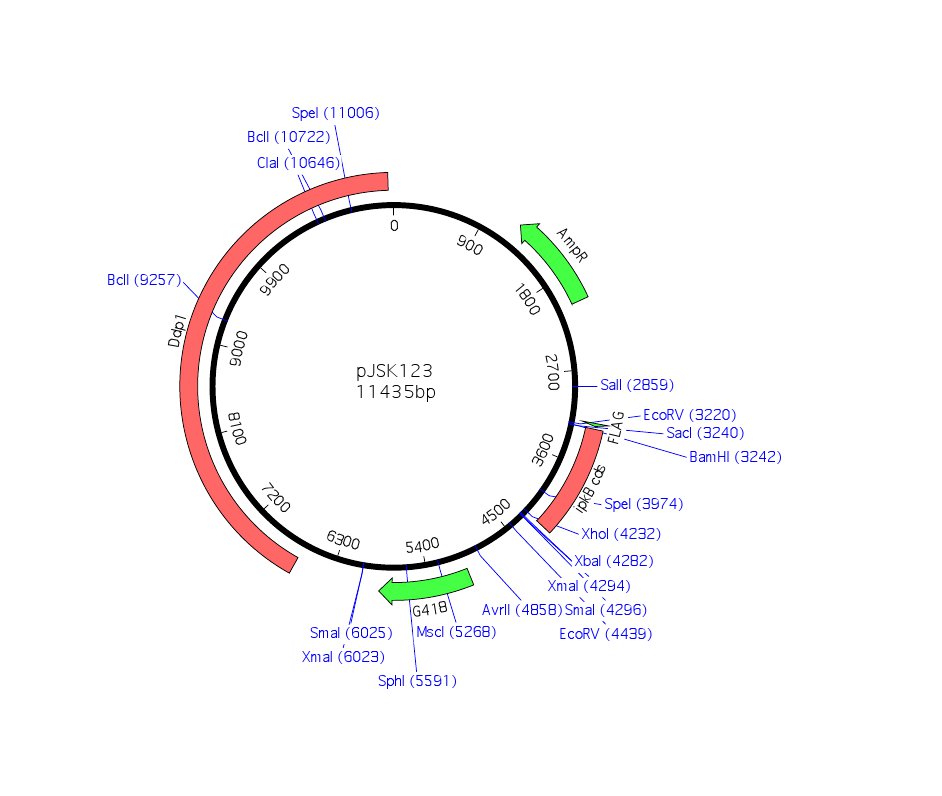 SpeI (11006)
BclI (10722)
ClaI (10646)
0
900
AmpR
9900
1800
BclI (9257)
Ddp1
9000
pJSK123
11435bp
2700
SalI (2859)
8100
FLAG
EcoRV (3220)
SacI (3240)
BamHI (3242)
3600
ipkB cds
7200
4500
SpeI (3974)
XhoI (4232)
6300
5400
XbaI (4282)
XmaI (4294)
G418
AvrII (4858)
SmaI (4296)
SmaI (6025)
MscI (5268)
EcoRV (4439)
XmaI (6023)
SphI (5591)